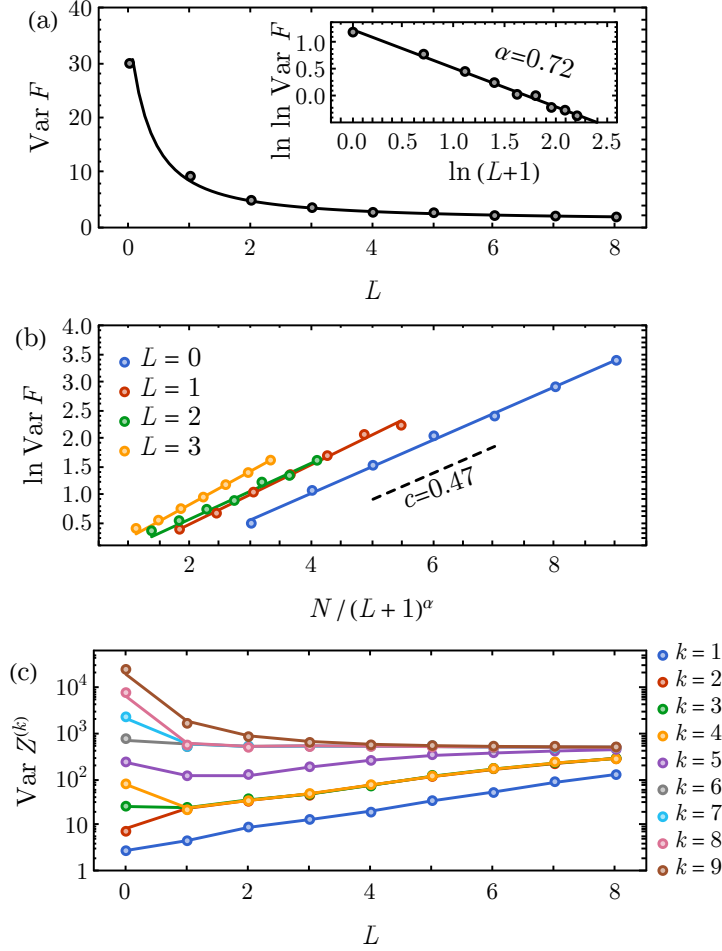 (a)
Var F
40
30
20
10
0
0 2 4 6 8
L
ln ln Var F
1.0
0.5
0.0
α=0.72
0.0 0.5 1.0 1.5 2.0 2.5
ln (L+1)
(b)
ln Var F
4.0
3.5
3.0
2.5
2.0
1.5
1.0
0.5
L = 0
L = 1
L = 2
L = 3
c=0.47
2 4 6 8
N / (L + 1)^α
(c)
Var Z^(k)
10^4
10^3
10^2
10
1
0 1 2 3 4 5 6 7 8
L
k = 1
k = 2
k = 3
k = 4
k = 5
k = 6
k = 7
k = 8
k = 9